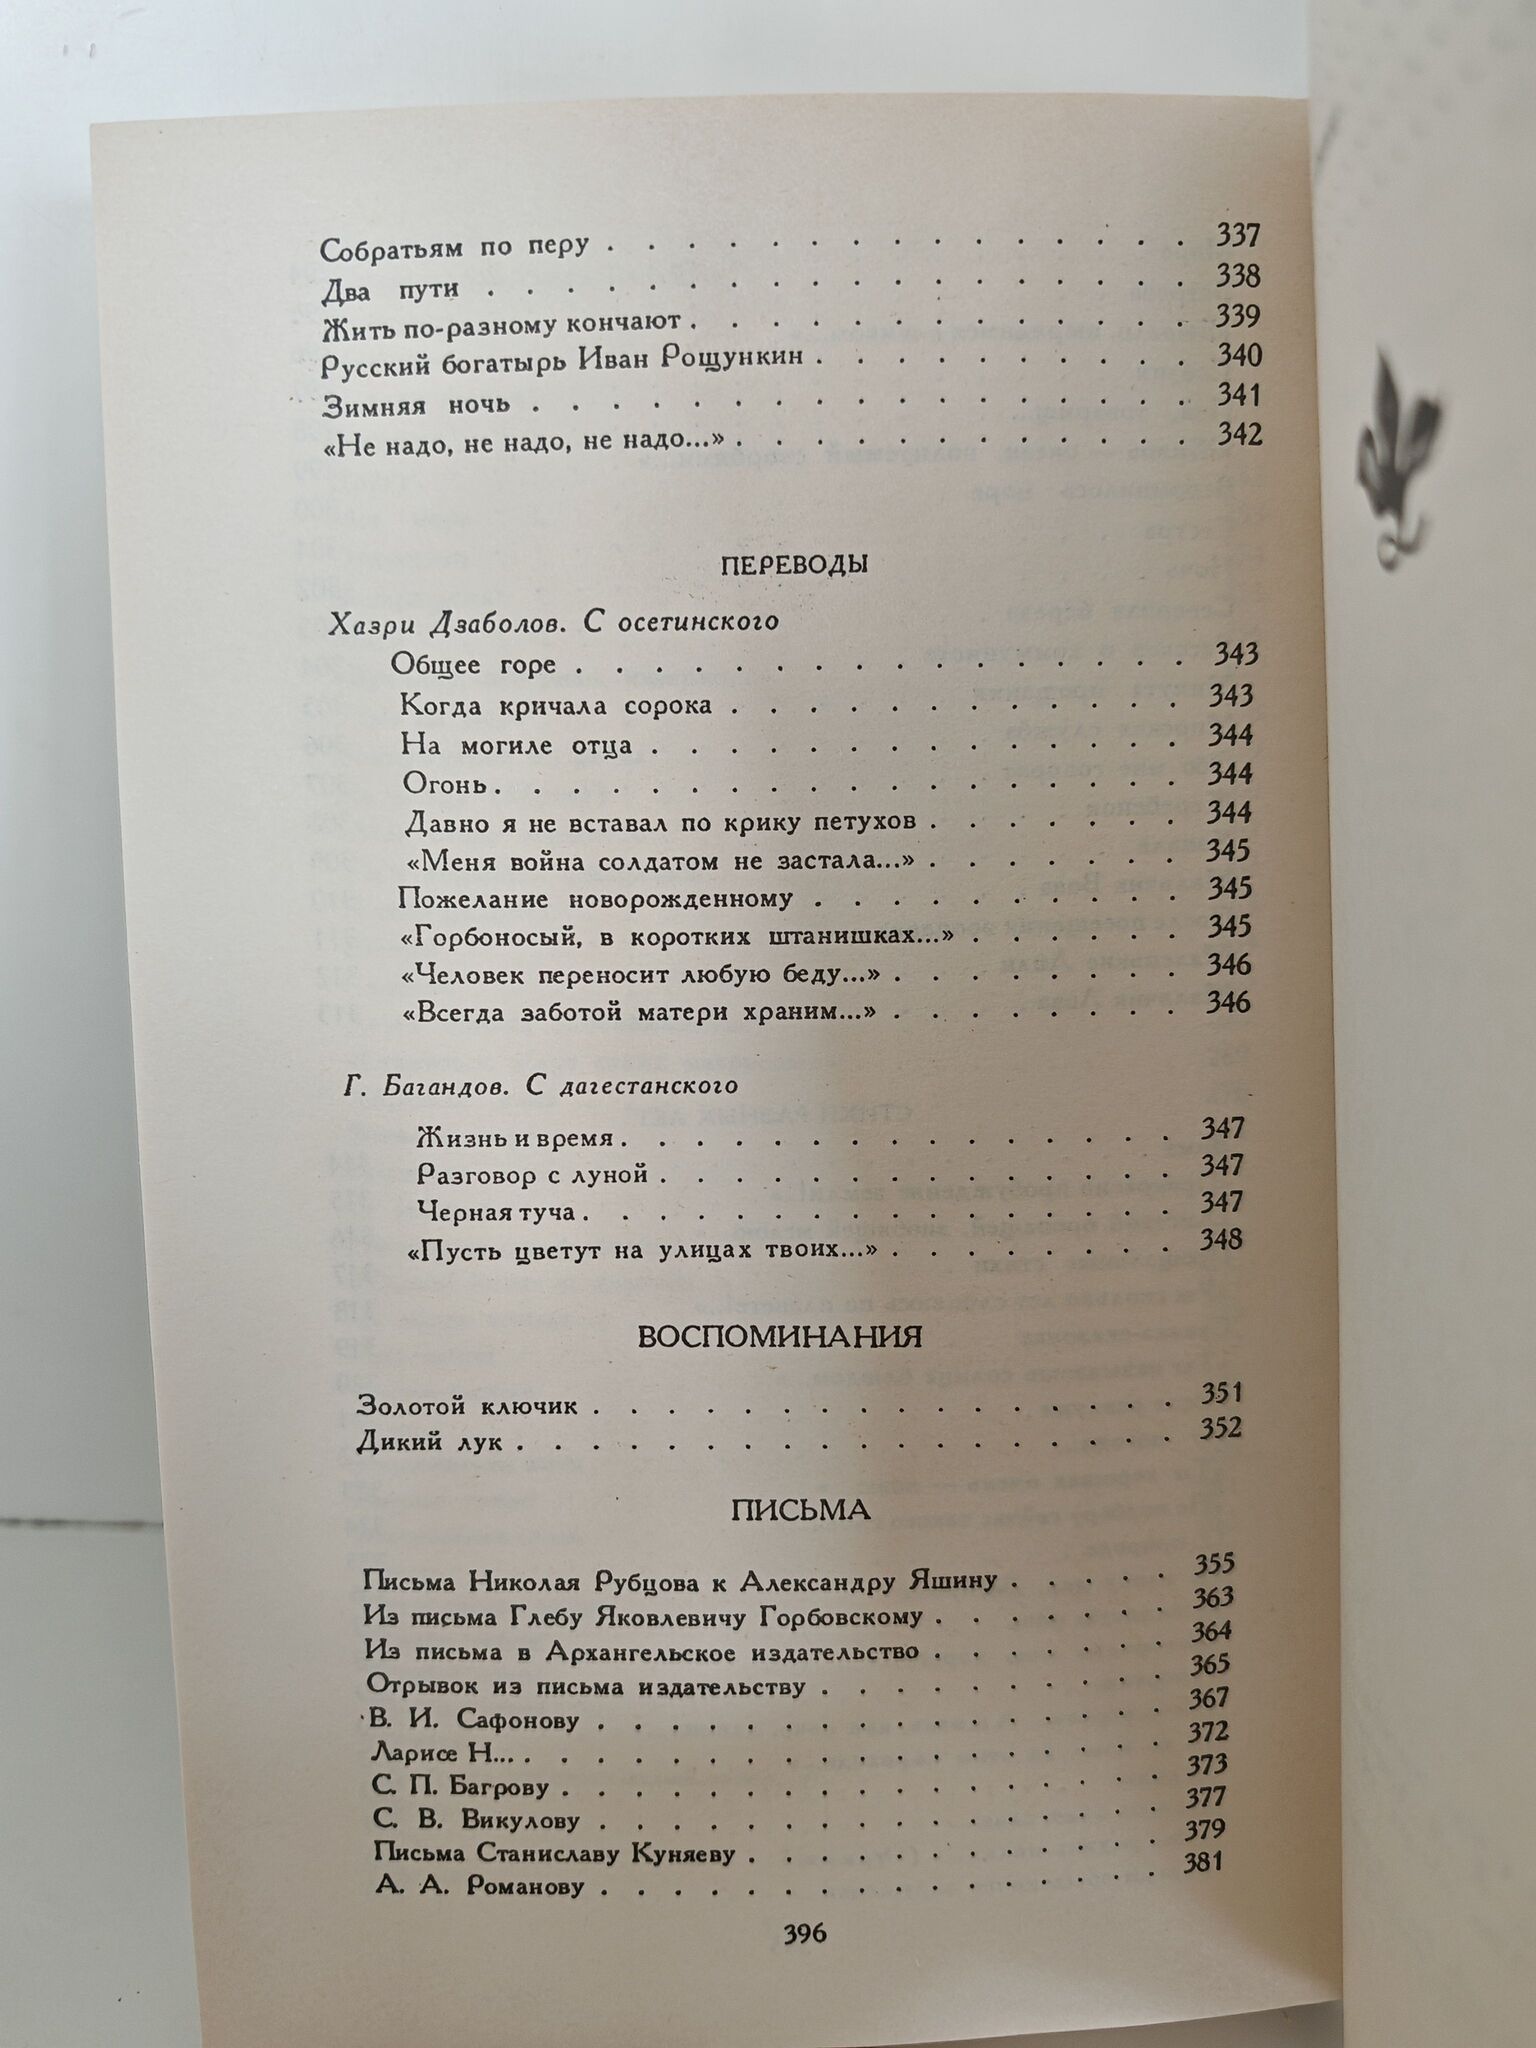 Собратьям по перу . . . . . . . . . . . . . . . 337
Два пути . . . . . . . . . . . . . . . . . 338
Жить по-разному кончают . . . . . . . . . . . . 339
Русский богатырь Иван Рощункин . . . . . . . . . . 340
Зимняя ночь . . . . . . . . . . . . . . . . 341
«Не надо, не надо, не надо...» . . . . . . . . . . . 342
ПЕРЕВОДЫ
Хазри Дзаболов. С осетинского
Общее горе . . . . . . . . . . . . . . . 343
Когда кричала сорока . . . . . . . . . . . . 343
На могиле отца . . . . . . . . . . . . . 344
Огонь . . . . . . . . . . . . . . . . . 344
Давно я не вставал по крику петухов . . . . . . . 344
«Меня война солдатом не застала...» . . . . . . . 345
Пожелание новорожденному . . . . . . . . . . 345
«Горбоносый, в коротких штанишках...» . . . . . . 345
«Человек переносит любую беду...» . . . . . . . . 346
«Всегда заботой матери храним...» . . . . . . . . 346
Г. Багандов. С дагестанского
Жизнь и время . . . . . . . . . . . . . . 347
Разговор с луной . . . . . . . . . . . . . 347
Черная туча . . . . . . . . . . . . . . . 347
«Пусть цветут на улицах твоих...» . . . . . . . . 348
ВОСПОМИНАНИЯ
Золотой ключик . . . . . . . . . . . . . . . 351
Дикий лук . . . . . . . . . . . . . . . . . 352
ПИСЬМА
Письма Николая Рубцова к Александру Яшину . . . . . 355
Из письма Глебу Яковлевичу Горбовскому . . . . . . . 363
Из письма в Архангельское издательство . . . . . . . 364
Отрывок из письма издательству . . . . . . . . . . 365
В. И. Сафонову . . . . . . . . . . . . . . . 367
Ларисе Н... . . . . . . . . . . . . . . . . . 372
С. П. Багрову . . . . . . . . . . . . . . . . 373
С. В. Викулову . . . . . . . . . . . . . . . 377
Письма Станиславу Куняеву . . . . . . . . . . . 379
А. А. Романову . . . . . . . . . . . . . . . 381
396